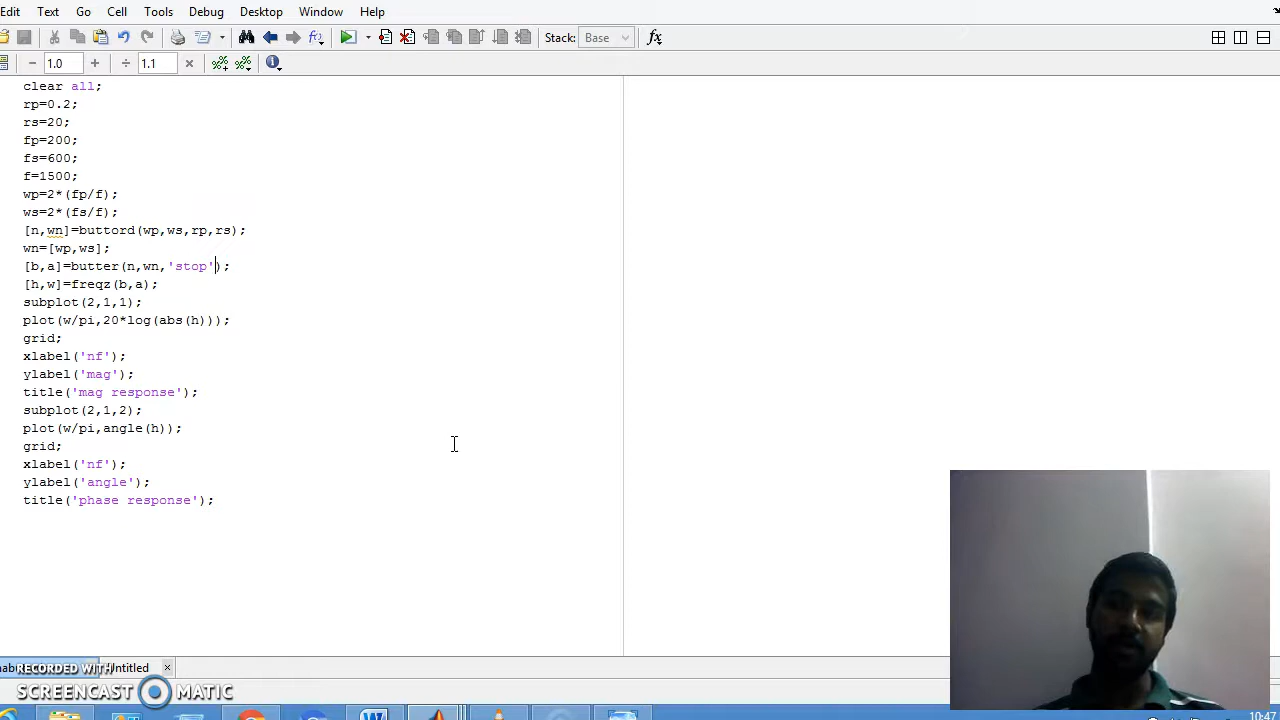 Edit Text Go Cell Tools Debug Desktop Window Help
fx Stack: Base fx
− 1.0 + ÷ 1.1 ×
clear all;
rp=0.2;
rs=20;
fp=200;
fs=600;
f=1500;
wp=2*(fp/f);
ws=2*(fs/f);
[n,wn]=buttord(wp,ws,rp,rs);
wn=[wp,ws];
[b,a]=butter(n,wn,'stop');
[h,w]=freqz(b,a);
subplot(2,1,1);
plot(w/pi,20*log(abs(h)));
grid;
xlabel('nf');
ylabel('mag');
title('mag response');
subplot(2,1,2);
plot(w/pi,angle(h));
grid;
xlabel('nf');
ylabel('angle');
title('phase response');
Untitled ×
RECORDED WITH
SCREENCAST MATIC
10:47